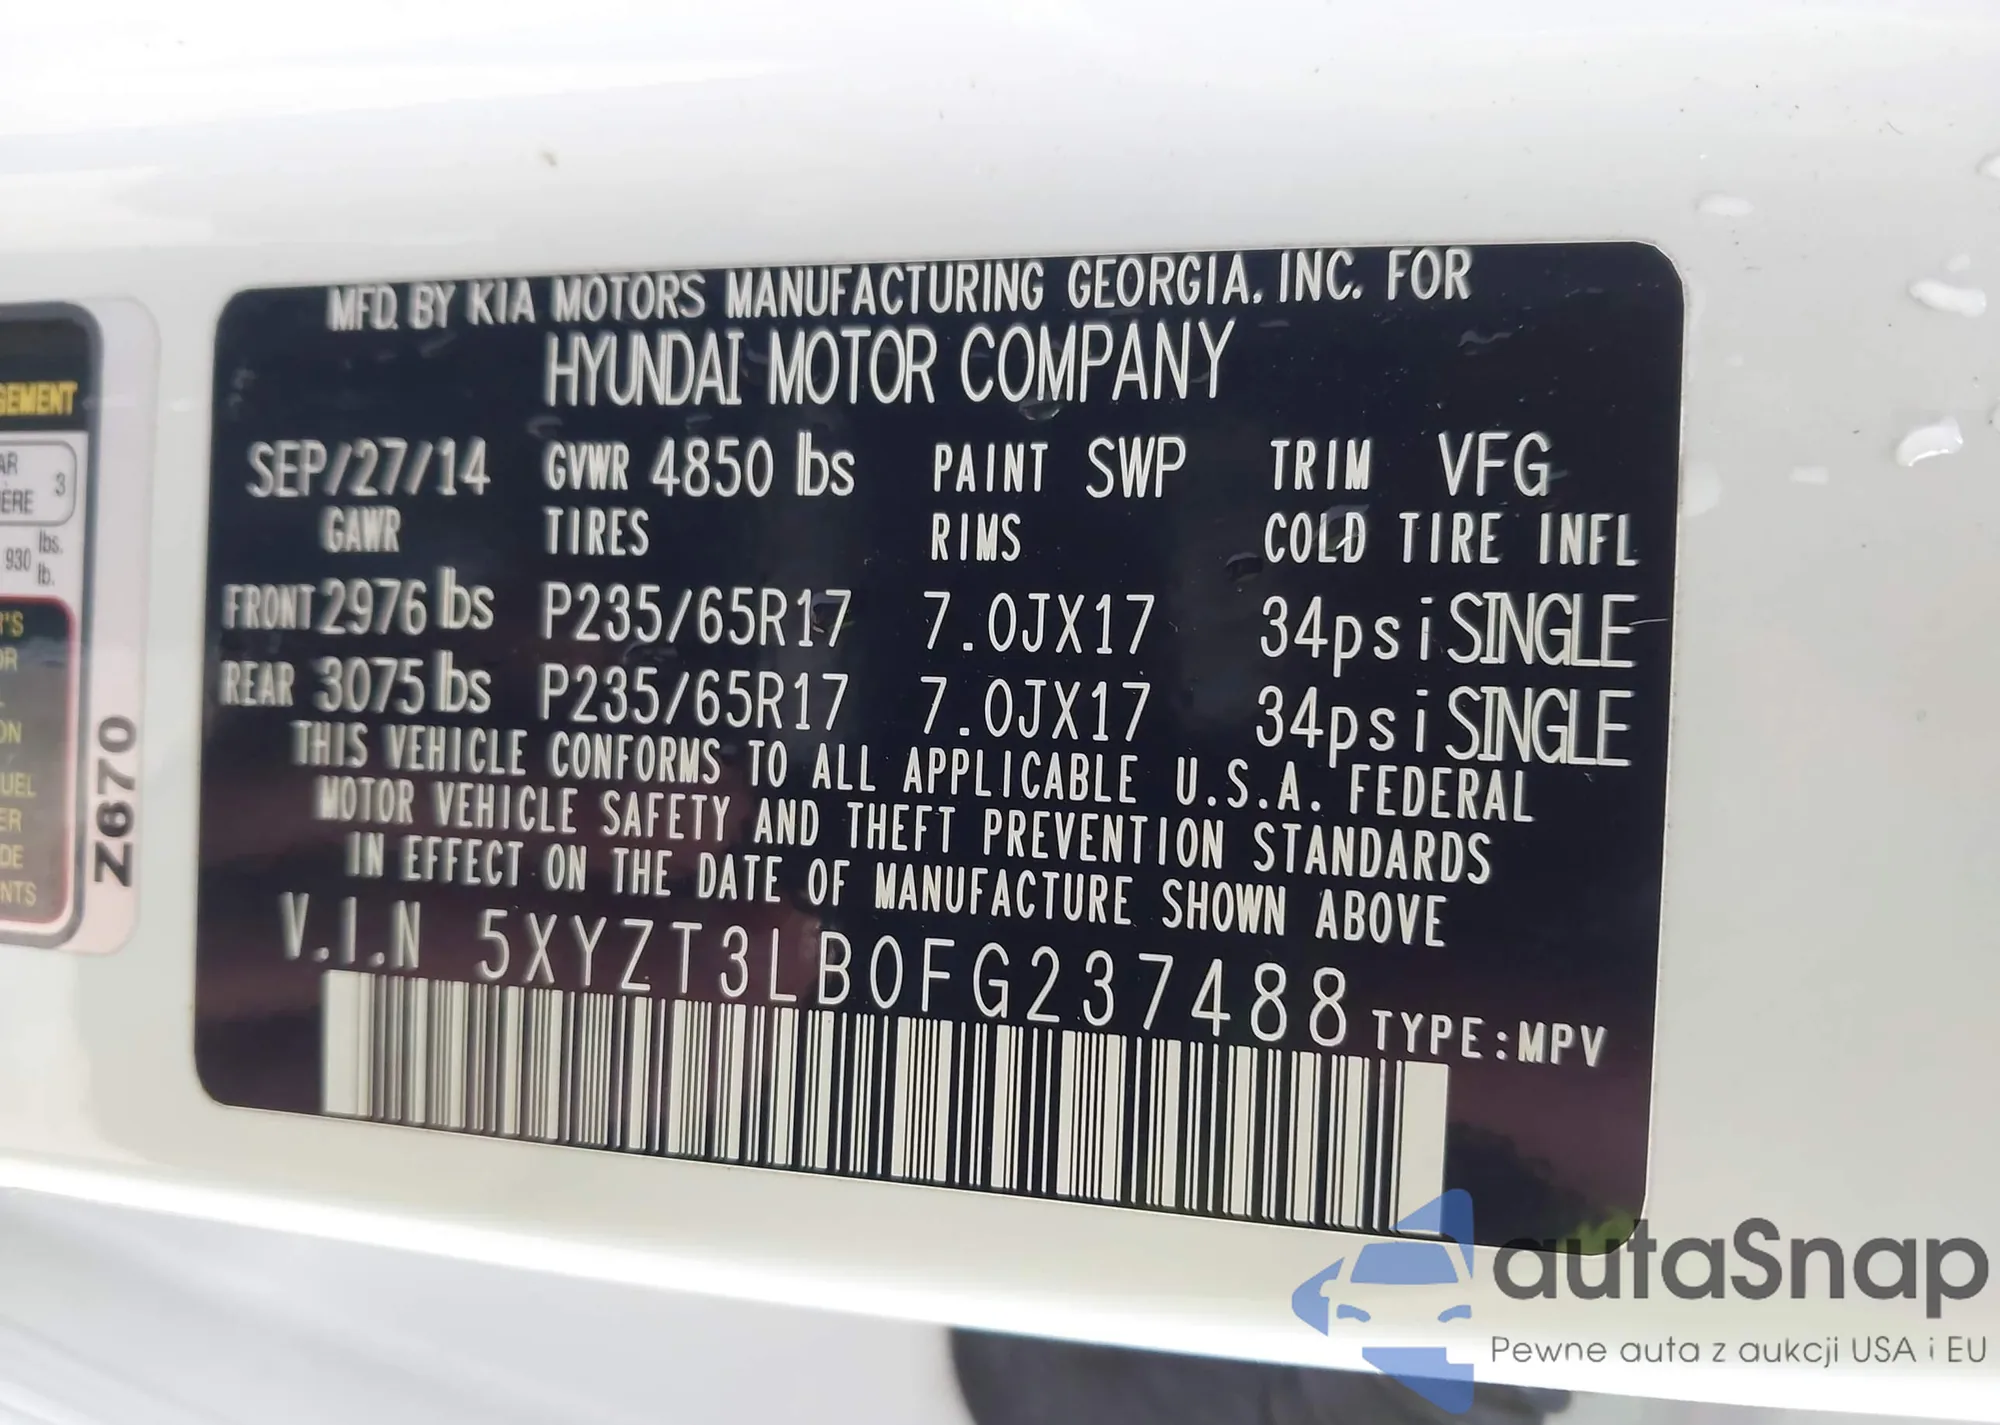 MFD. BY KIA MOTORS MANUFACTURING GEORGIA, INC. FOR
HYUNDAI MOTOR COMPANY
SEP/27/14 GVWR 4850 lbs PAINT SWP TRIM VFG
GAWR TIRES RIMS COLD TIRE INFL
FRONT 2976 lbs P235/65R17 7.0JX17 34psi SINGLE
REAR 3075 lbs P235/65R17 7.0JX17 34psi SINGLE
THIS VEHICLE CONFORMS TO ALL APPLICABLE U.S.A. FEDERAL
MOTOR VEHICLE SAFETY AND THEFT PREVENTION STANDARDS
IN EFFECT ON THE DATE OF MANUFACTURE SHOWN ABOVE
V.I.N 5XYZT3LB0FG237488 TYPE:MPV
3
930 lbs.
lb.
Z670
autaSnap
Pewne auta z aukcji USA i EU